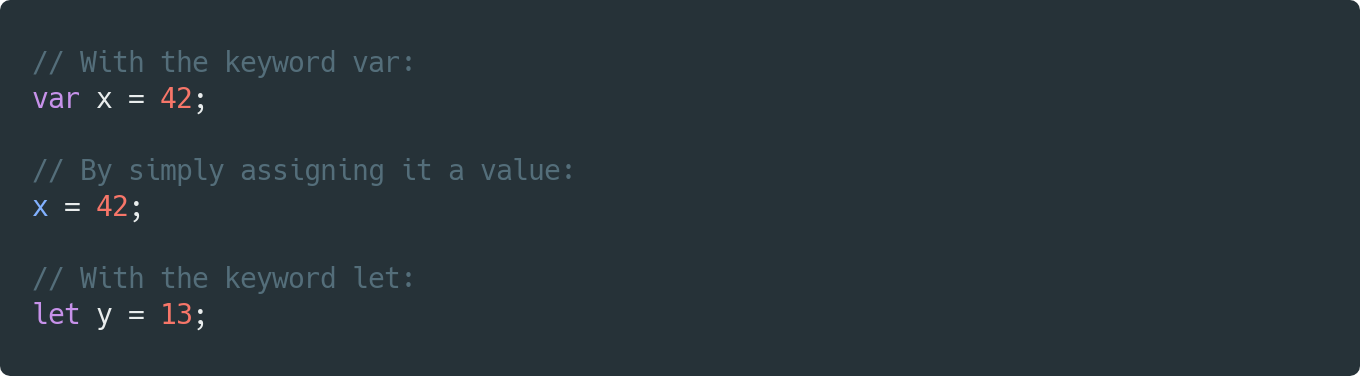 // With the keyword var:
var x = 42;
// By simply assigning it a value:
x = 42;
// With the keyword let:
let y = 13;